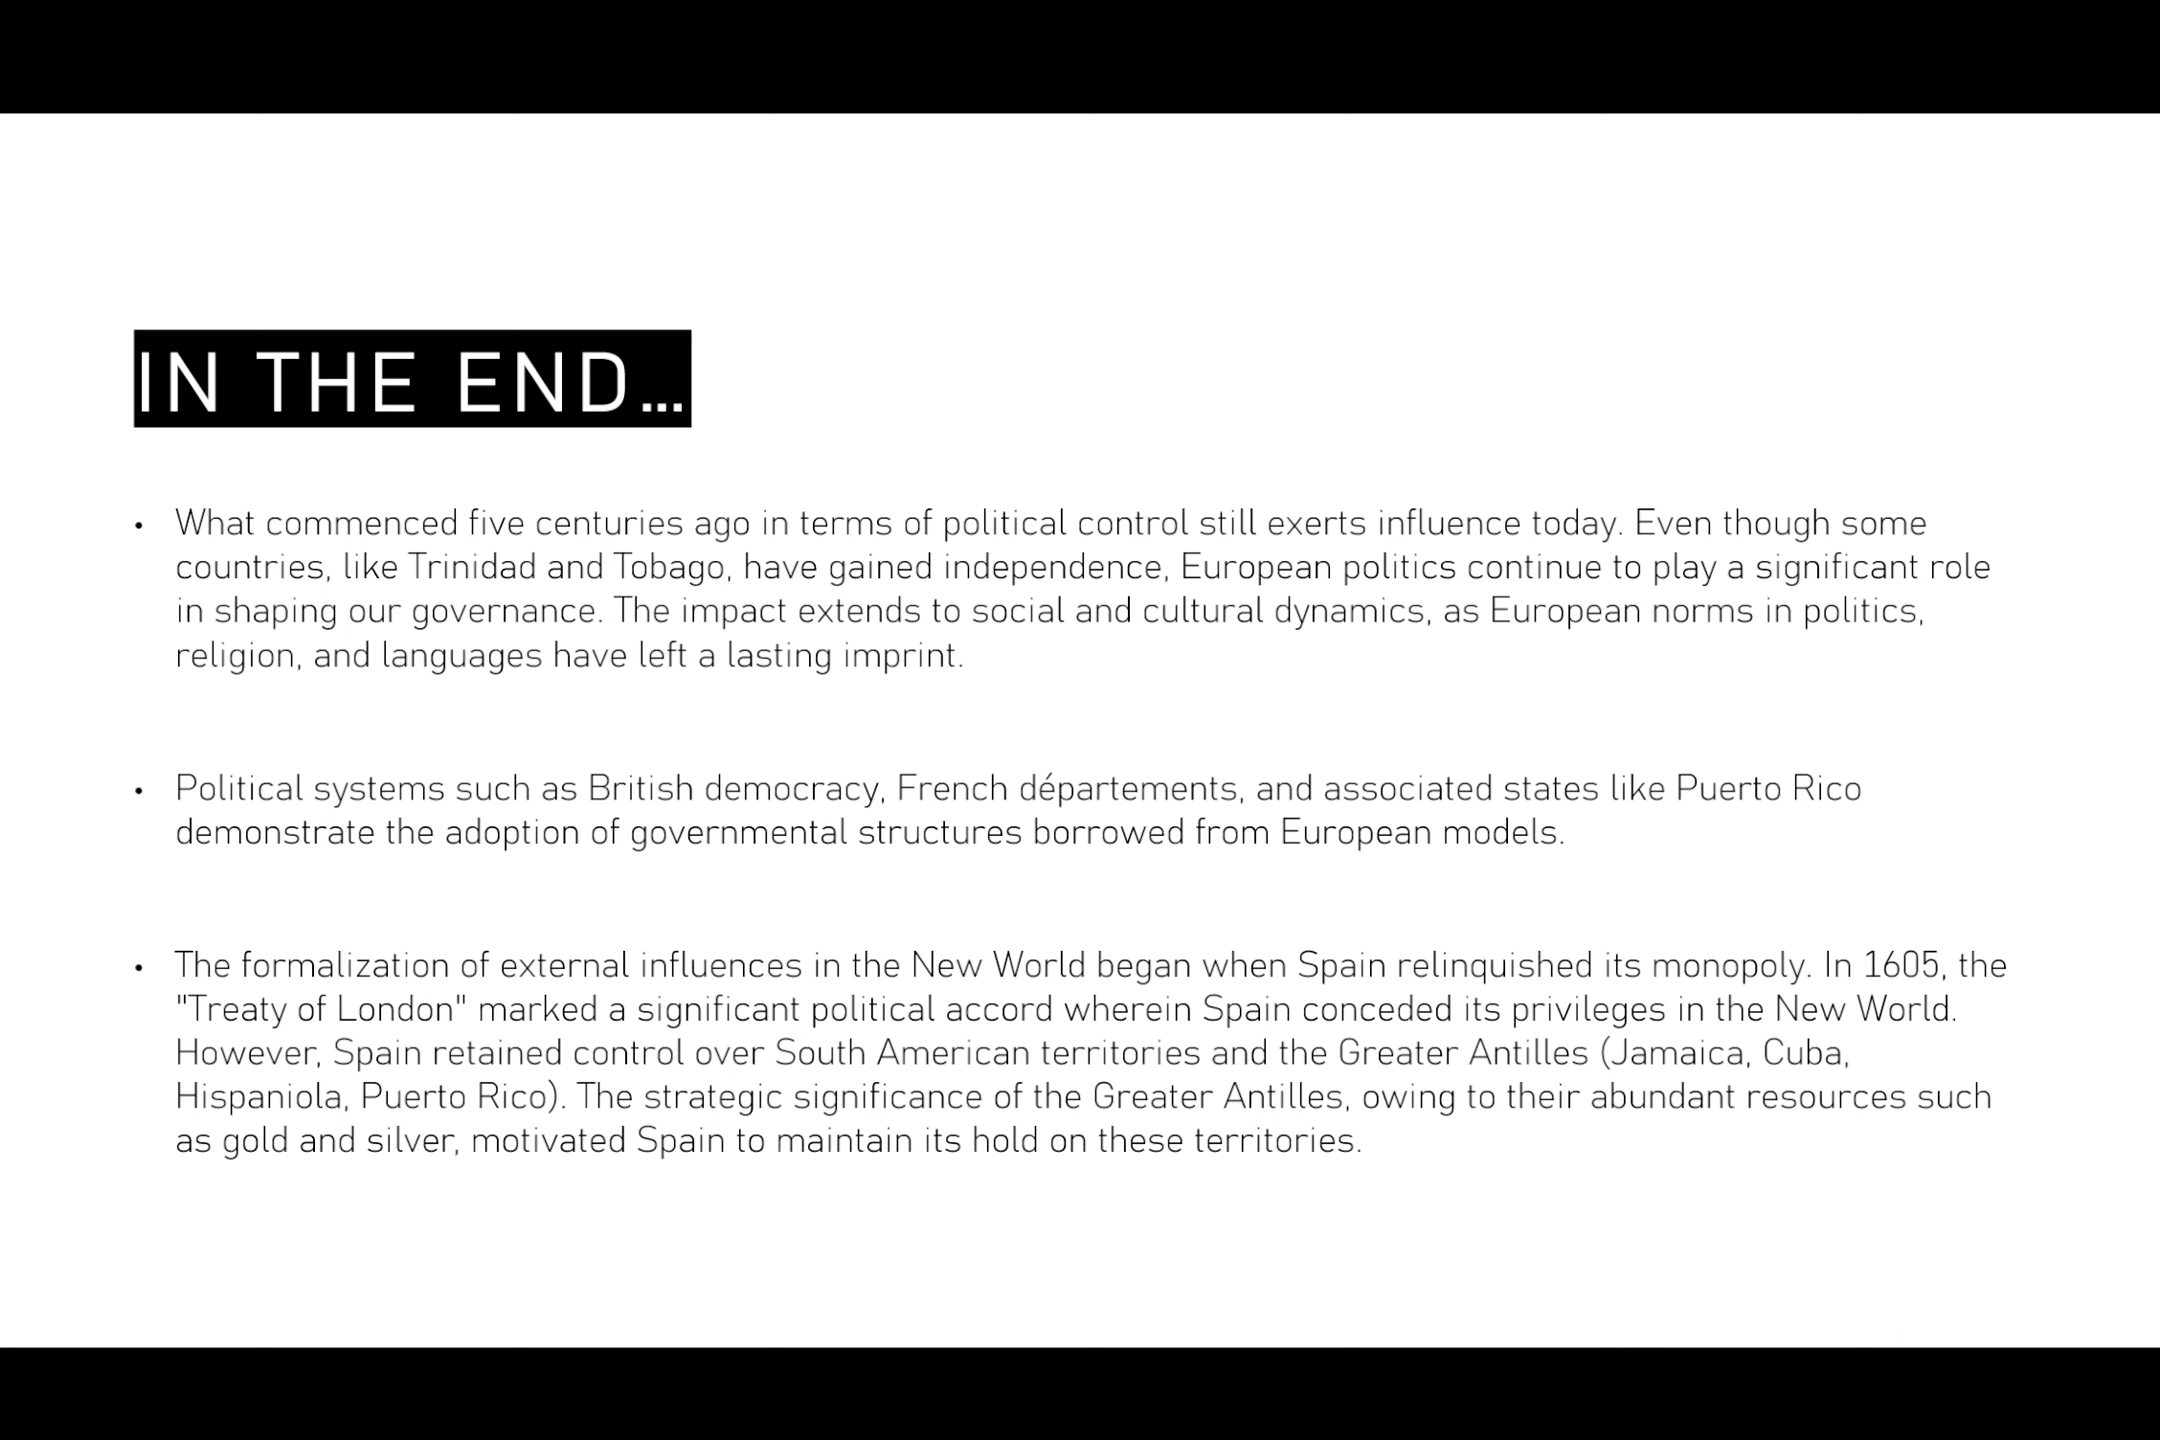 IN THE END...
• What commenced five centuries ago in terms of political control still exerts influence today. Even though some
countries, like Trinidad and Tobago, have gained independence, European politics continue to play a significant role
in shaping our governance. The impact extends to social and cultural dynamics, as European norms in politics,
religion, and languages have left a lasting imprint.
• Political systems such as British democracy, French départements, and associated states like Puerto Rico
demonstrate the adoption of governmental structures borrowed from European models.
• The formalization of external influences in the New World began when Spain relinquished its monopoly. In 1605, the
"Treaty of London" marked a significant political accord wherein Spain conceded its privileges in the New World.
However, Spain retained control over South American territories and the Greater Antilles (Jamaica, Cuba,
Hispaniola, Puerto Rico). The strategic significance of the Greater Antilles, owing to their abundant resources such
as gold and silver, motivated Spain to maintain its hold on these territories.